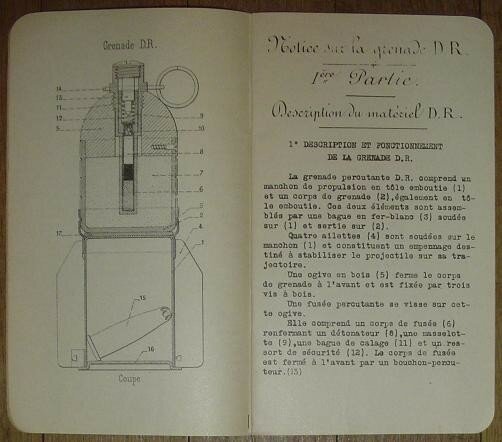 Grenade D.R.
14
13
11
12
5
9
10
8
7
6
3
2
17
4
1
15
16
Coupe
Notice sur la grenade D.R.
1ère Partie.
Description du matériel D.R.
1° DESCRIPTION ET FONCTIONNEMENT
DE LA GRENADE D.R.
La grenade percutante D.R. comprend un
manchon de propulsion en tôle emboutie (1)
et un corps de grenade (2),également en tô-
le emboutie. Ces deux éléments sont assem-
blés par une bague en fer-blanc (3) soudée
sur (1) et sertie sur (2).
Quatre ailettes (4) sont soudées sur le
manchon (1) et constituent un empennage des-
tiné à stabiliser le projectile sur sa tra-
jectoire.
Une ogive en bois (5) ferme le corps
de grenade à l'avant et est fixée par trois
vis à bois.
Une fusée percutante se visse sur cet-
te ogive.
Elle comprend un corps de fusée (6)
renfermant un détonateur (8),une masselot-
te (9),une bague de calage (11) et un res-
sort de sécurité (12). Le corps de fusée
est fermé à l'avant par un bouchon-percu-
teur.(13)